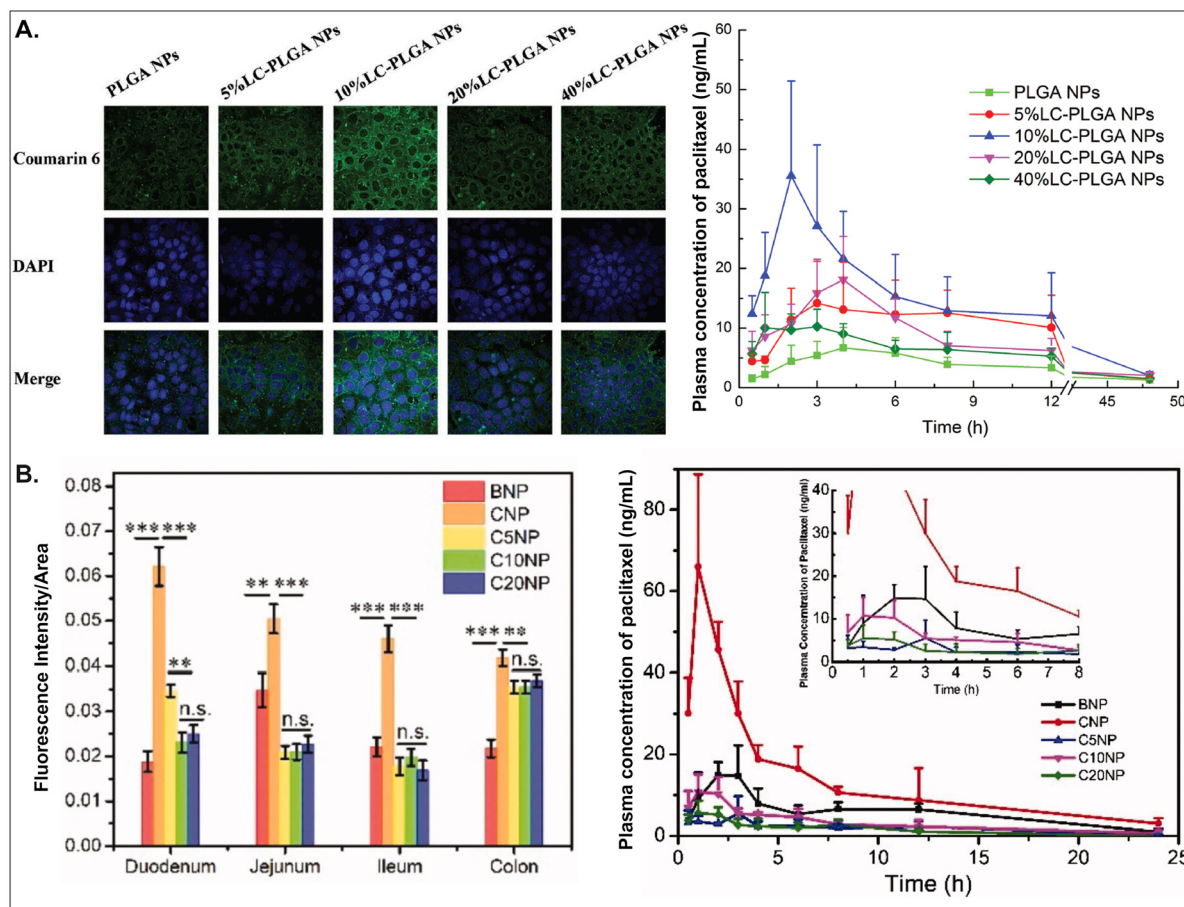 A.
PLGA NPs
5%LC-PLGA NPs
10%LC-PLGA NPs
20%LC-PLGA NPs
40%LC-PLGA NPs
Coumarin 6
DAPI
Merge
Plasma concentration of paclitaxel (ng/mL)
60
50
40
30
20
10
0
PLGA NPs
5%LC-PLGA NPs
10%LC-PLGA NPs
20%LC-PLGA NPs
40%LC-PLGA NPs
0 3 6 9 12 45 50
Time (h)
B.
Fluorescence Intensity/Area
0.08
0.07
0.06
0.05
0.04
0.03
0.02
0.01
0.00
BNP
CNP
C5NP
C10NP
C20NP
*** ***
**
n.s.
** ***
n.s.
*** ***
n.s.
*** **
n.s.
Duodenum Jejunum Ileum Colon
Plasma concentration of paclitaxel (ng/mL)
80
60
40
20
0
Plasma Concentration of Paclitaxel (ng/ml)
40
30
20
10
0
0 1 2 3 4 5 6 7 8
Time (h)
BNP
CNP
C5NP
C10NP
C20NP
0 5 10 15 20 25
Time (h)